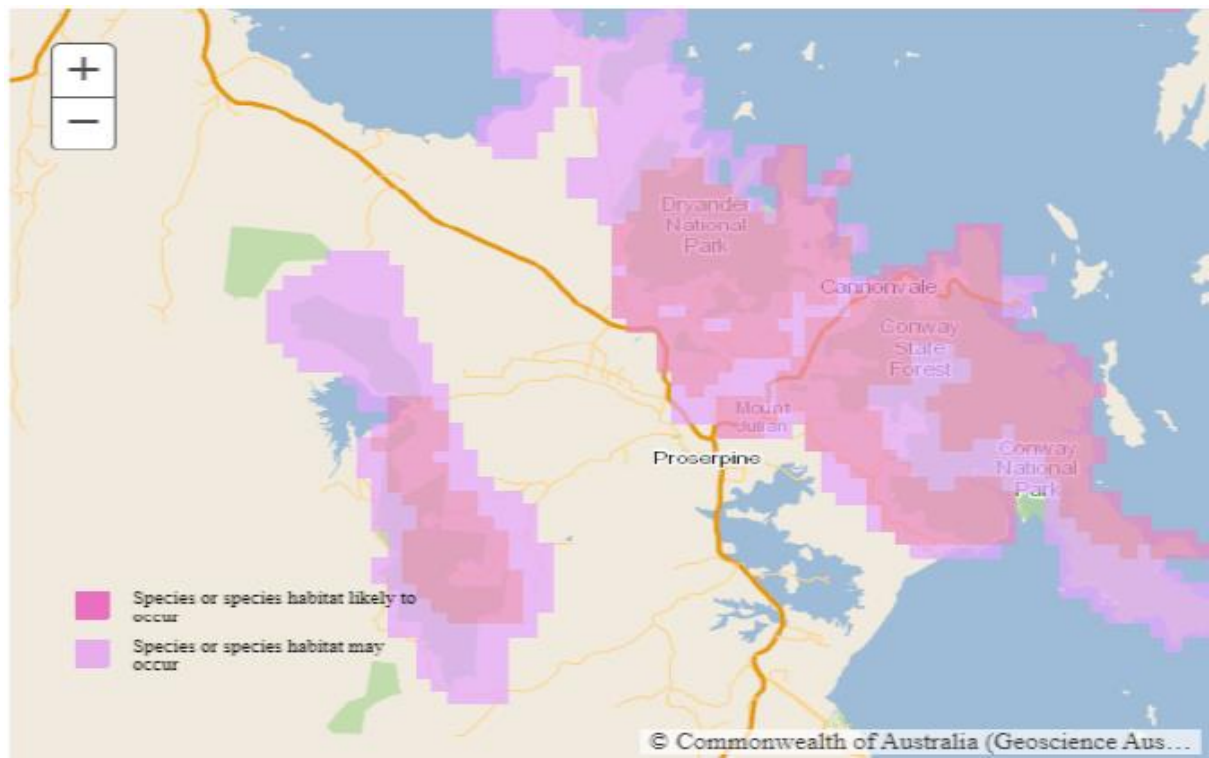 +
−
Dryander
National
Park
Cannonvale
Conway
State
Forest
Mount
Julian
Conway
National
Park
Proserpine
Species or species habitat likely to
occur
Species or species habitat may
occur
© Commonwealth of Australia (Geoscience Aus…